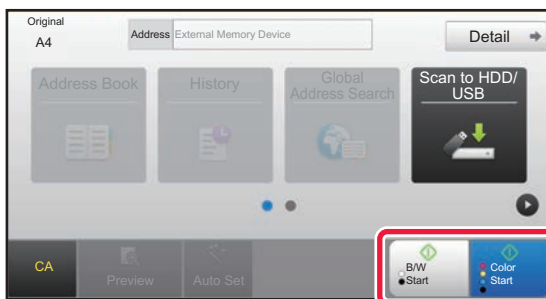 Original
A4
Address
External Memory Device
Detail
Address Book
History
Global
Address Search
Scan to HDD/
USB
CA
Preview
Auto Set
B/W
Start
Color
Start